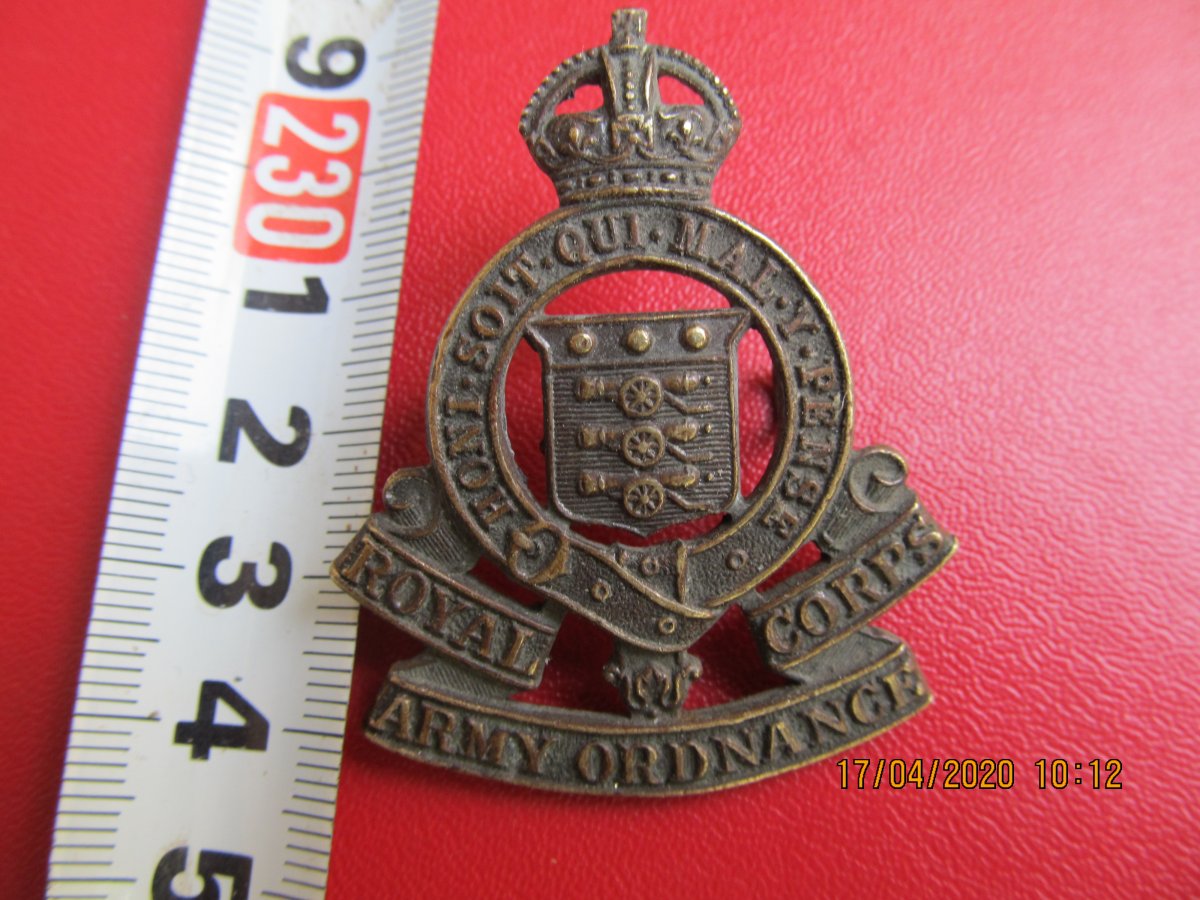 9
230
1
2
3
4
5
HONI · SOIT · QUI · MAL · Y · PENSE
ROYAL
CORPS
ARMY ORDNANCE
17/04/2020 10:12